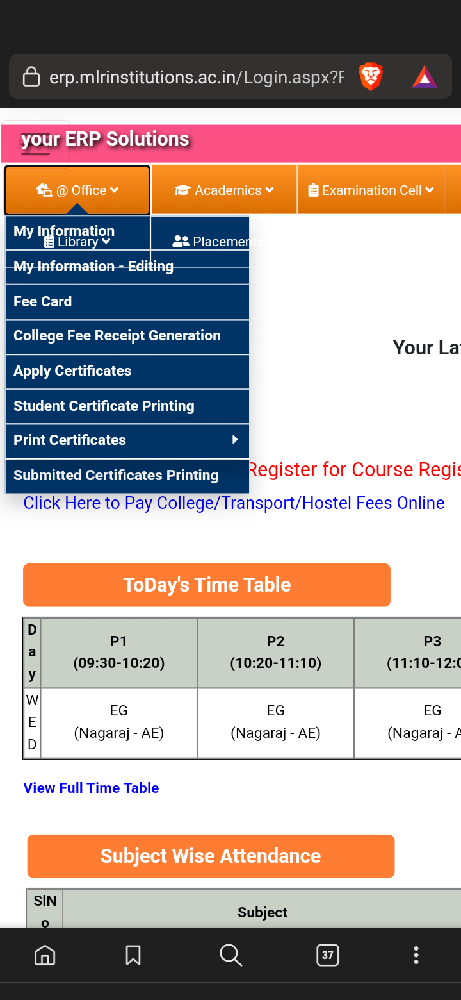 erp.mlrinstitutions.ac.in/Login.aspx?F
your ERP Solutions
@ Office
Academics
Examination Cell
My Information
Library
Placements
My Information - Editing
Fee Card
College Fee Receipt Generation
Your Lat
Apply Certificates
Student Certificate Printing
Print Certificates
Submitted Certificates Printing
Register for Course Regis
Click Here to Pay College/Transport/Hostel Fees Online
ToDay's Time Table
Day
P1
(09:30-10:20)
P2
(10:20-11:10)
P3
(11:10-12:0
WED
EG
(Nagaraj - AE)
EG
(Nagaraj - AE)
EG
(Nagaraj - A
View Full Time Table
Subject Wise Attendance
SlNo
Subject
37